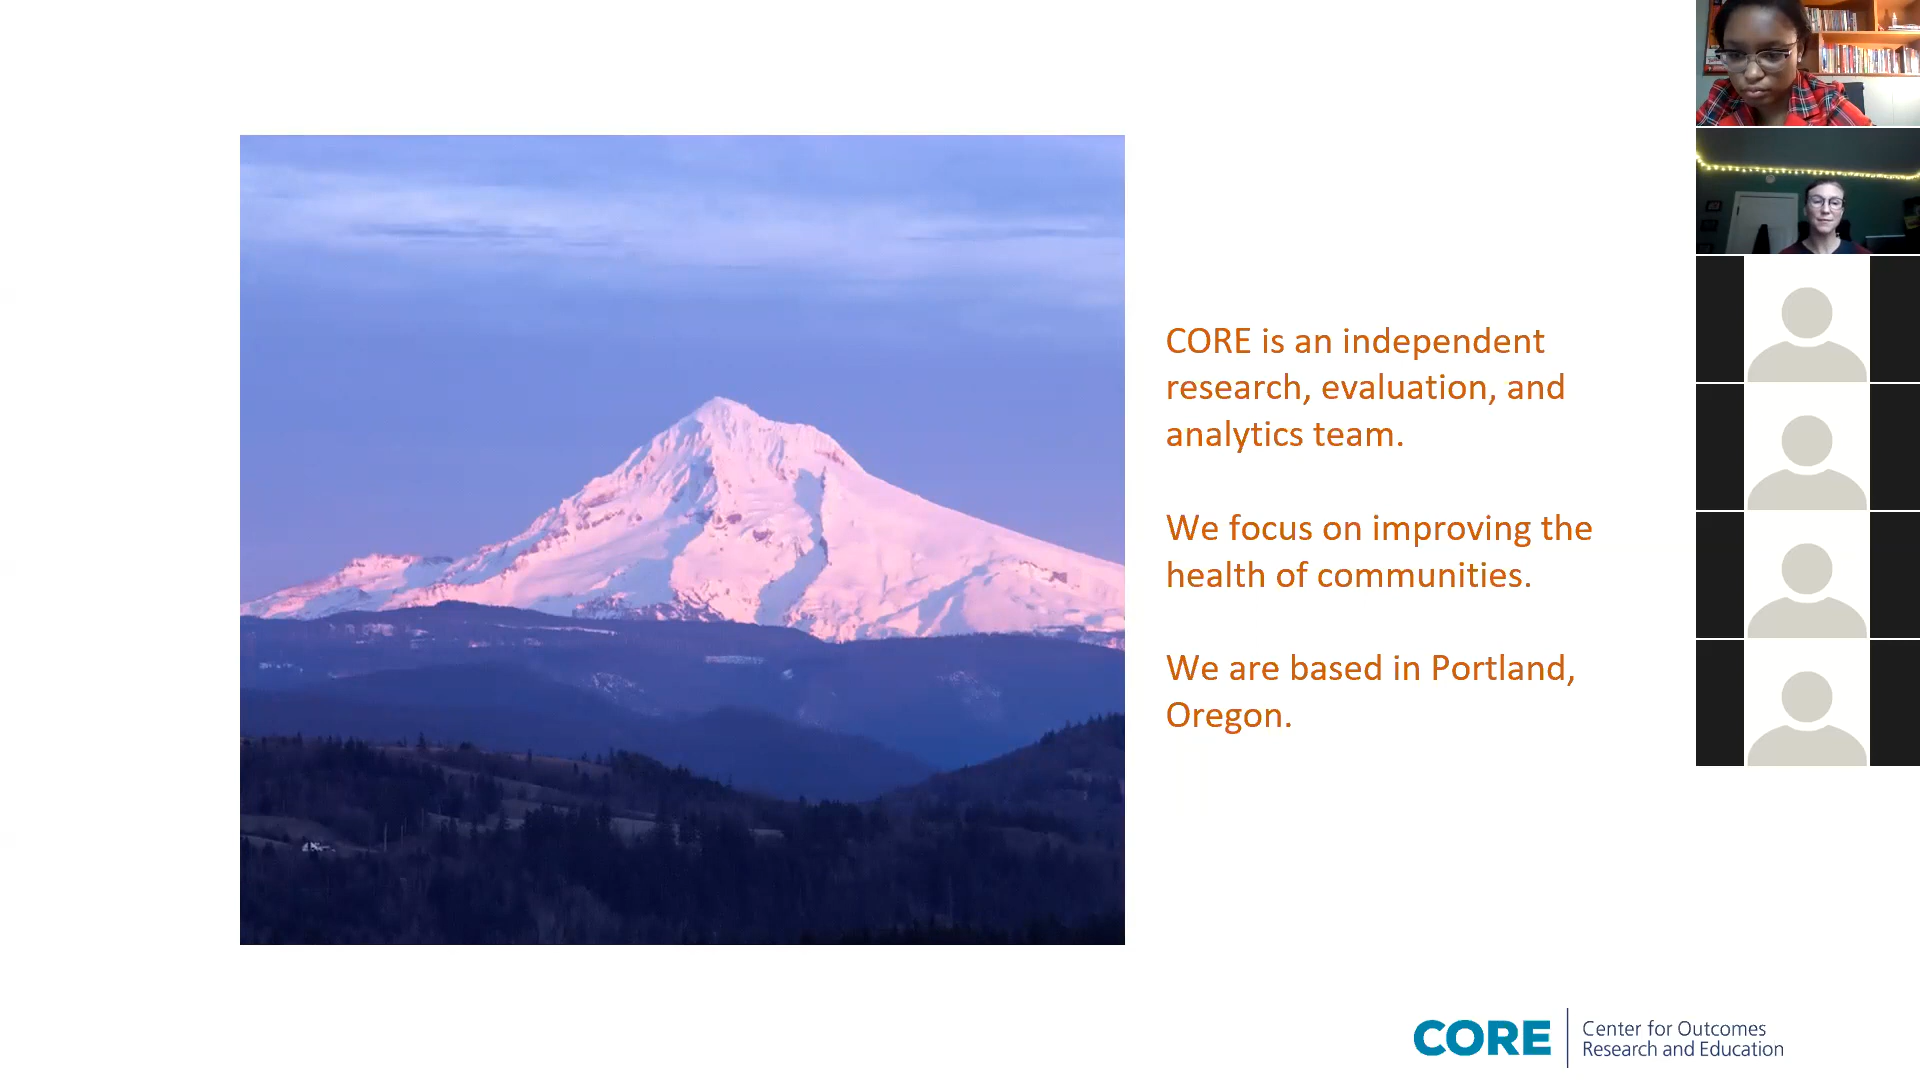 CORE is an independent
research, evaluation, and
analytics team.
We focus on improving the
health of communities.
We are based in Portland,
Oregon.
CORE
Center for Outcomes
Research and Education